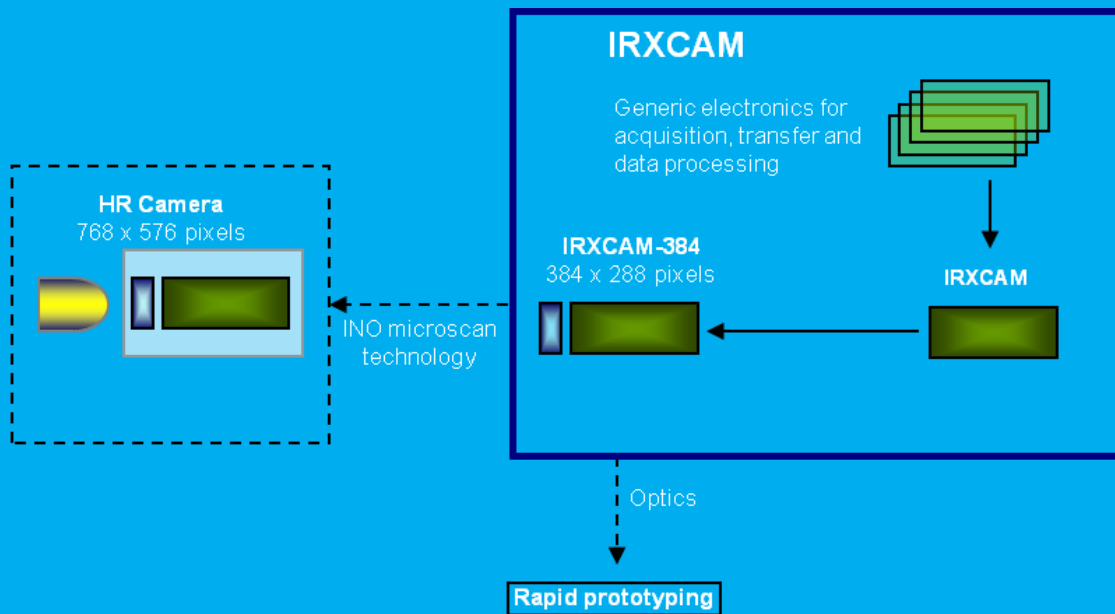 IRXCAM
Generic electronics for
acquisition, transfer and
data processing
HR Camera
768 x 576 pixels
IRXCAM-384
384 x 288 pixels
IRXCAM
INO microscan
technology
Optics
Rapid prototyping